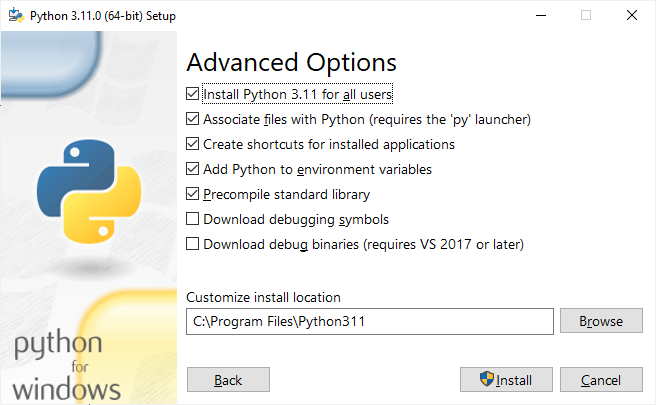 Python 3.11.0 (64-bit) Setup
Advanced Options
Install Python 3.11 for all users
Associate files with Python (requires the 'py' launcher)
Create shortcuts for installed applications
Add Python to environment variables
Precompile standard library
Download debugging symbols
Download debug binaries (requires VS 2017 or later)
Customize install location
C:\Program Files\Python311
Browse
python
for
windows
Back
Install
Cancel